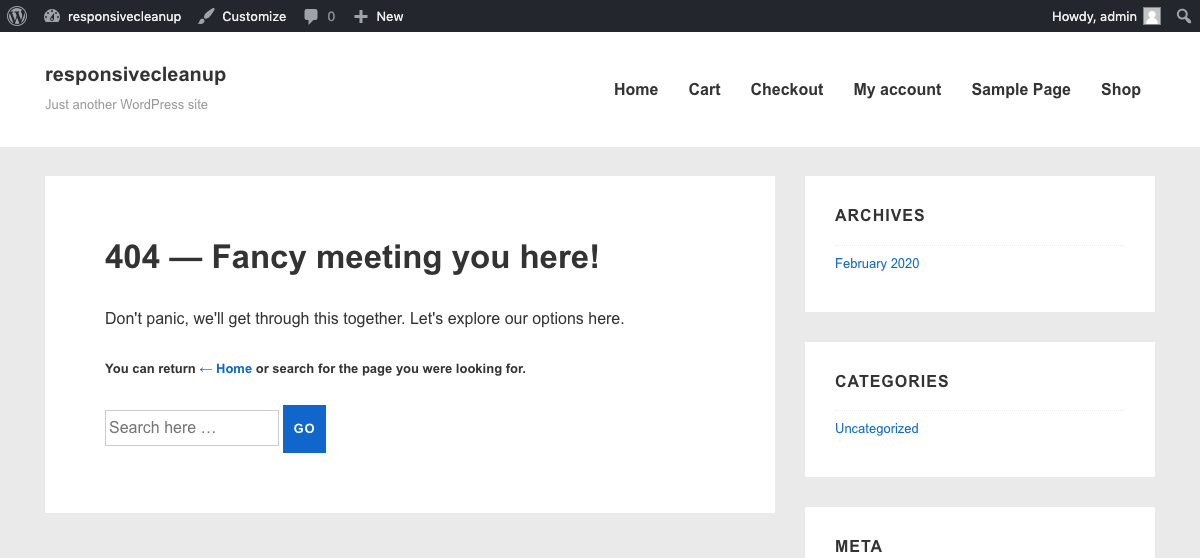 responsivecleanup Customize 0 New Howdy, admin
responsivecleanup
Just another WordPress site
Home Cart Checkout My account Sample Page Shop
404 — Fancy meeting you here!
Don't panic, we'll get through this together. Let's explore our options here.
You can return ← Home or search for the page you were looking for.
Search here …
GO
ARCHIVES
February 2020
CATEGORIES
Uncategorized
META